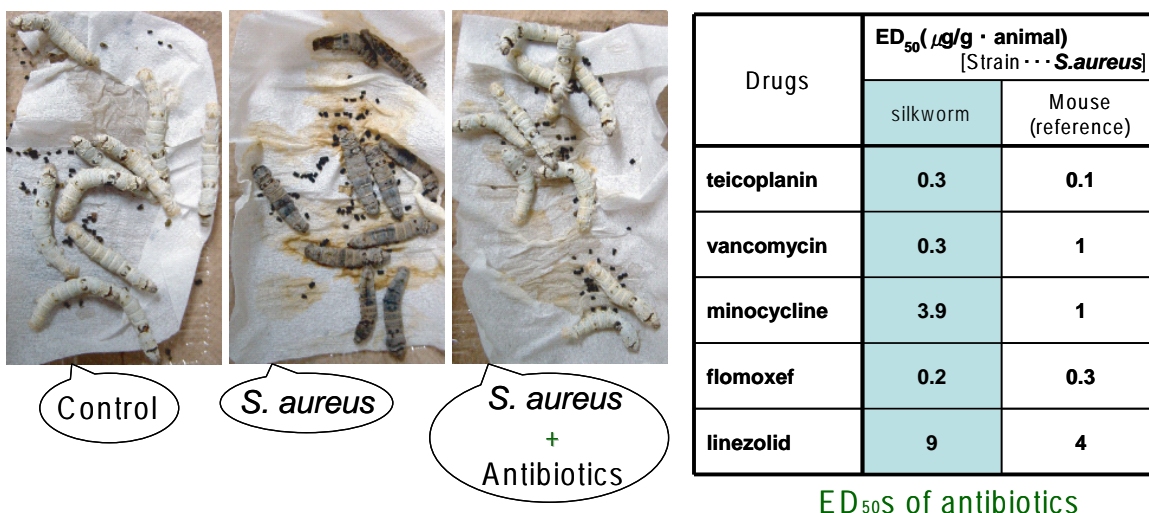 Control
S. aureus
S. aureus
+
Antibiotics
Drugs
ED50(μg/g・animal)
[Strain・・・S.aureus]
silkworm
Mouse
(reference)
teicoplanin 0.3 0.1
vancomycin 0.3 1
minocycline 3.9 1
flomoxef 0.2 0.3
linezolid 9 4
ED50s of antibiotics